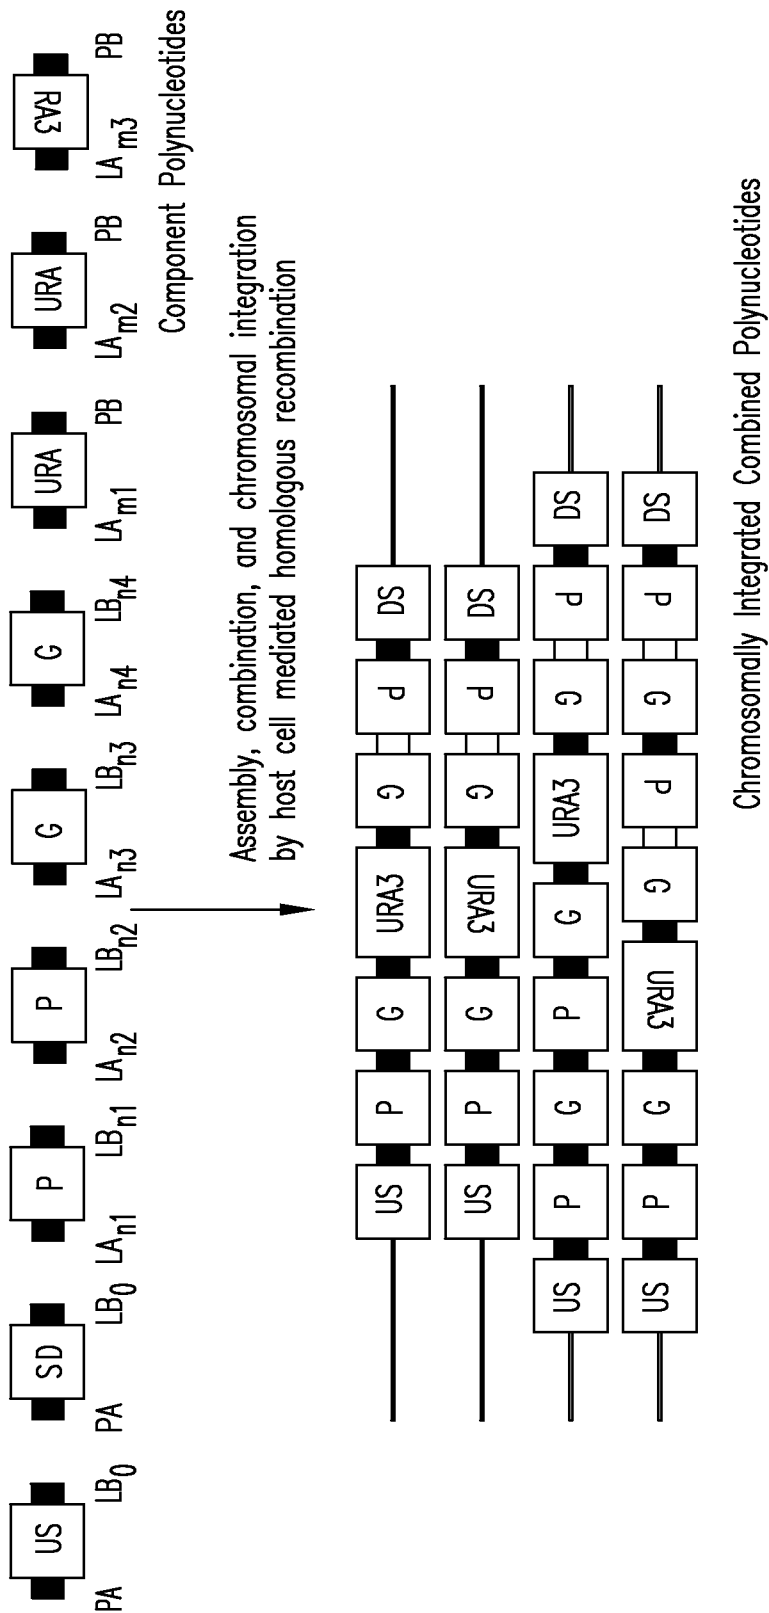 US SD P P G G URA URA RA3
PA LB0 PA LB0 LAn1 LBn1 LAn2 LBn2 LAn3 LBn3 LAn4 LBn4 LAm1 PB LAm2 PB LAm3 PB
Component Polynucleotides
Assembly, combination, and chromosomal integration
by host cell mediated homologous recombination
US P G URA3 G P DS
US P G URA3 G P DS
US P G P G URA3 G P DS
US P G URA3 G P G P DS
Chromosomally Integrated Combined Polynucleotides